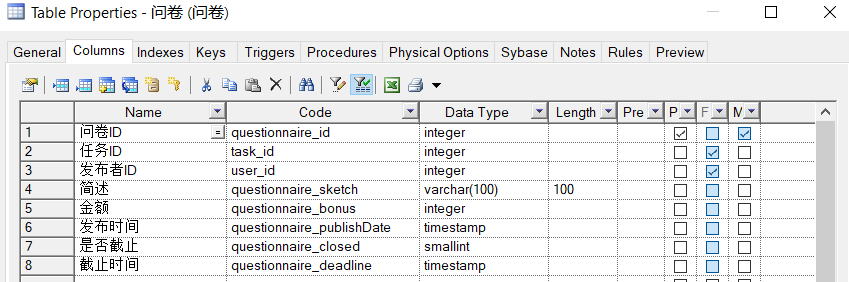 Table Properties - 问卷 (问卷)
General Columns Indexes Keys Triggers Procedures Physical Options Sybase Notes Rules Preview
Name Code Data Type Length Pre P F M
1 问卷ID = questionnaire_id integer
2 任务ID task_id integer
3 发布者ID user_id integer
4 简述 questionnaire_sketch varchar(100) 100
5 金额 questionnaire_bonus integer
6 发布时间 questionnaire_publishDate timestamp
7 是否截止 questionnaire_closed smallint
8 截止时间 questionnaire_deadline timestamp